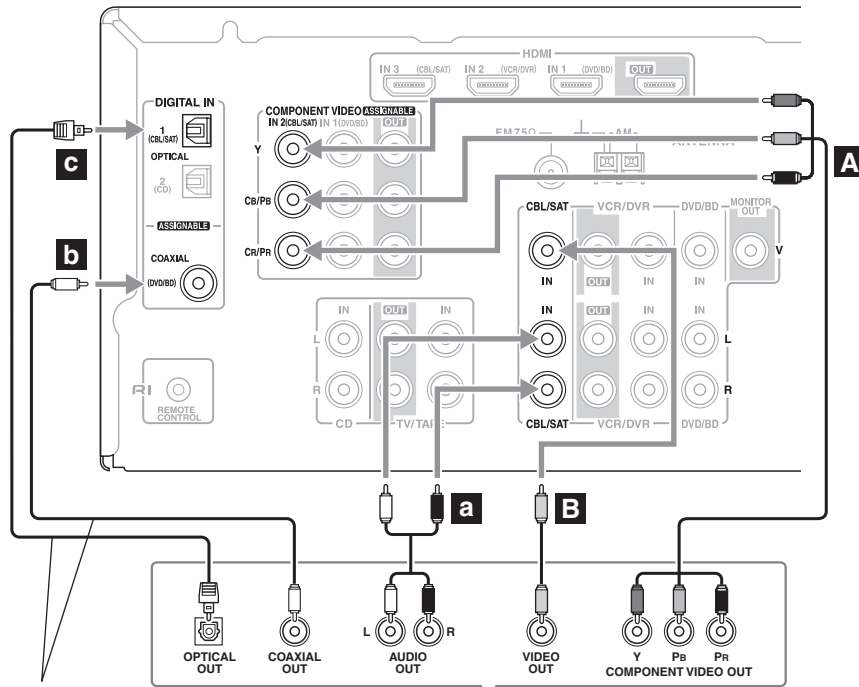 HDMI
IN 3 (CBL/SAT) IN 2 (VCR/DVR) IN 1 (DVD/BD) OUT
DIGITAL IN
1
(CBL/SAT)
OPTICAL
2
(CD)
ASSIGNABLE
COAXIAL
(DVD/BD)
COMPONENT VIDEO ASSIGNABLE
IN 2(CBL/SAT) IN 1(DVD/BD) OUT
Y
CB/PB
CR/PR
FM 75Ω AM
ANTENNA
A
c
b
CBL/SAT VCR/DVR DVD/BD MONITOR
OUT
V
IN OUT IN IN
IN OUT IN IN
L
R
CBL/SAT VCR/DVR DVD/BD
IN OUT IN
L
R
CD TV/TAPE
RI
REMOTE
CONTROL
a
B
OPTICAL
OUT
COAXIAL
OUT
L R
AUDIO
OUT
VIDEO
OUT
Y PB PR
COMPONENT VIDEO OUT